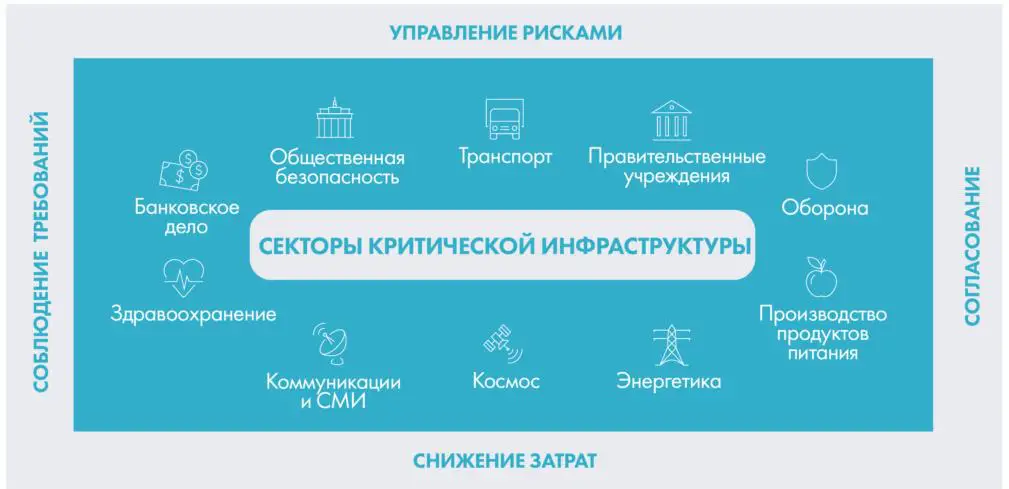 УПРАВЛЕНИЕ РИСКАМИ
СОБЛЮДЕНИЕ ТРЕБОВАНИЙ
Общественная
безопасность
Транспорт
Правительственные
учреждения
Банковское
дело
Оборона
СЕКТОРЫ КРИТИЧЕСКОЙ ИНФРАСТРУКТУРЫ
Здравоохранение
Производство
продуктов
питания
Коммуникации
и СМИ
Космос
Энергетика
СОГЛАСОВАНИЕ
СНИЖЕНИЕ ЗАТРАТ